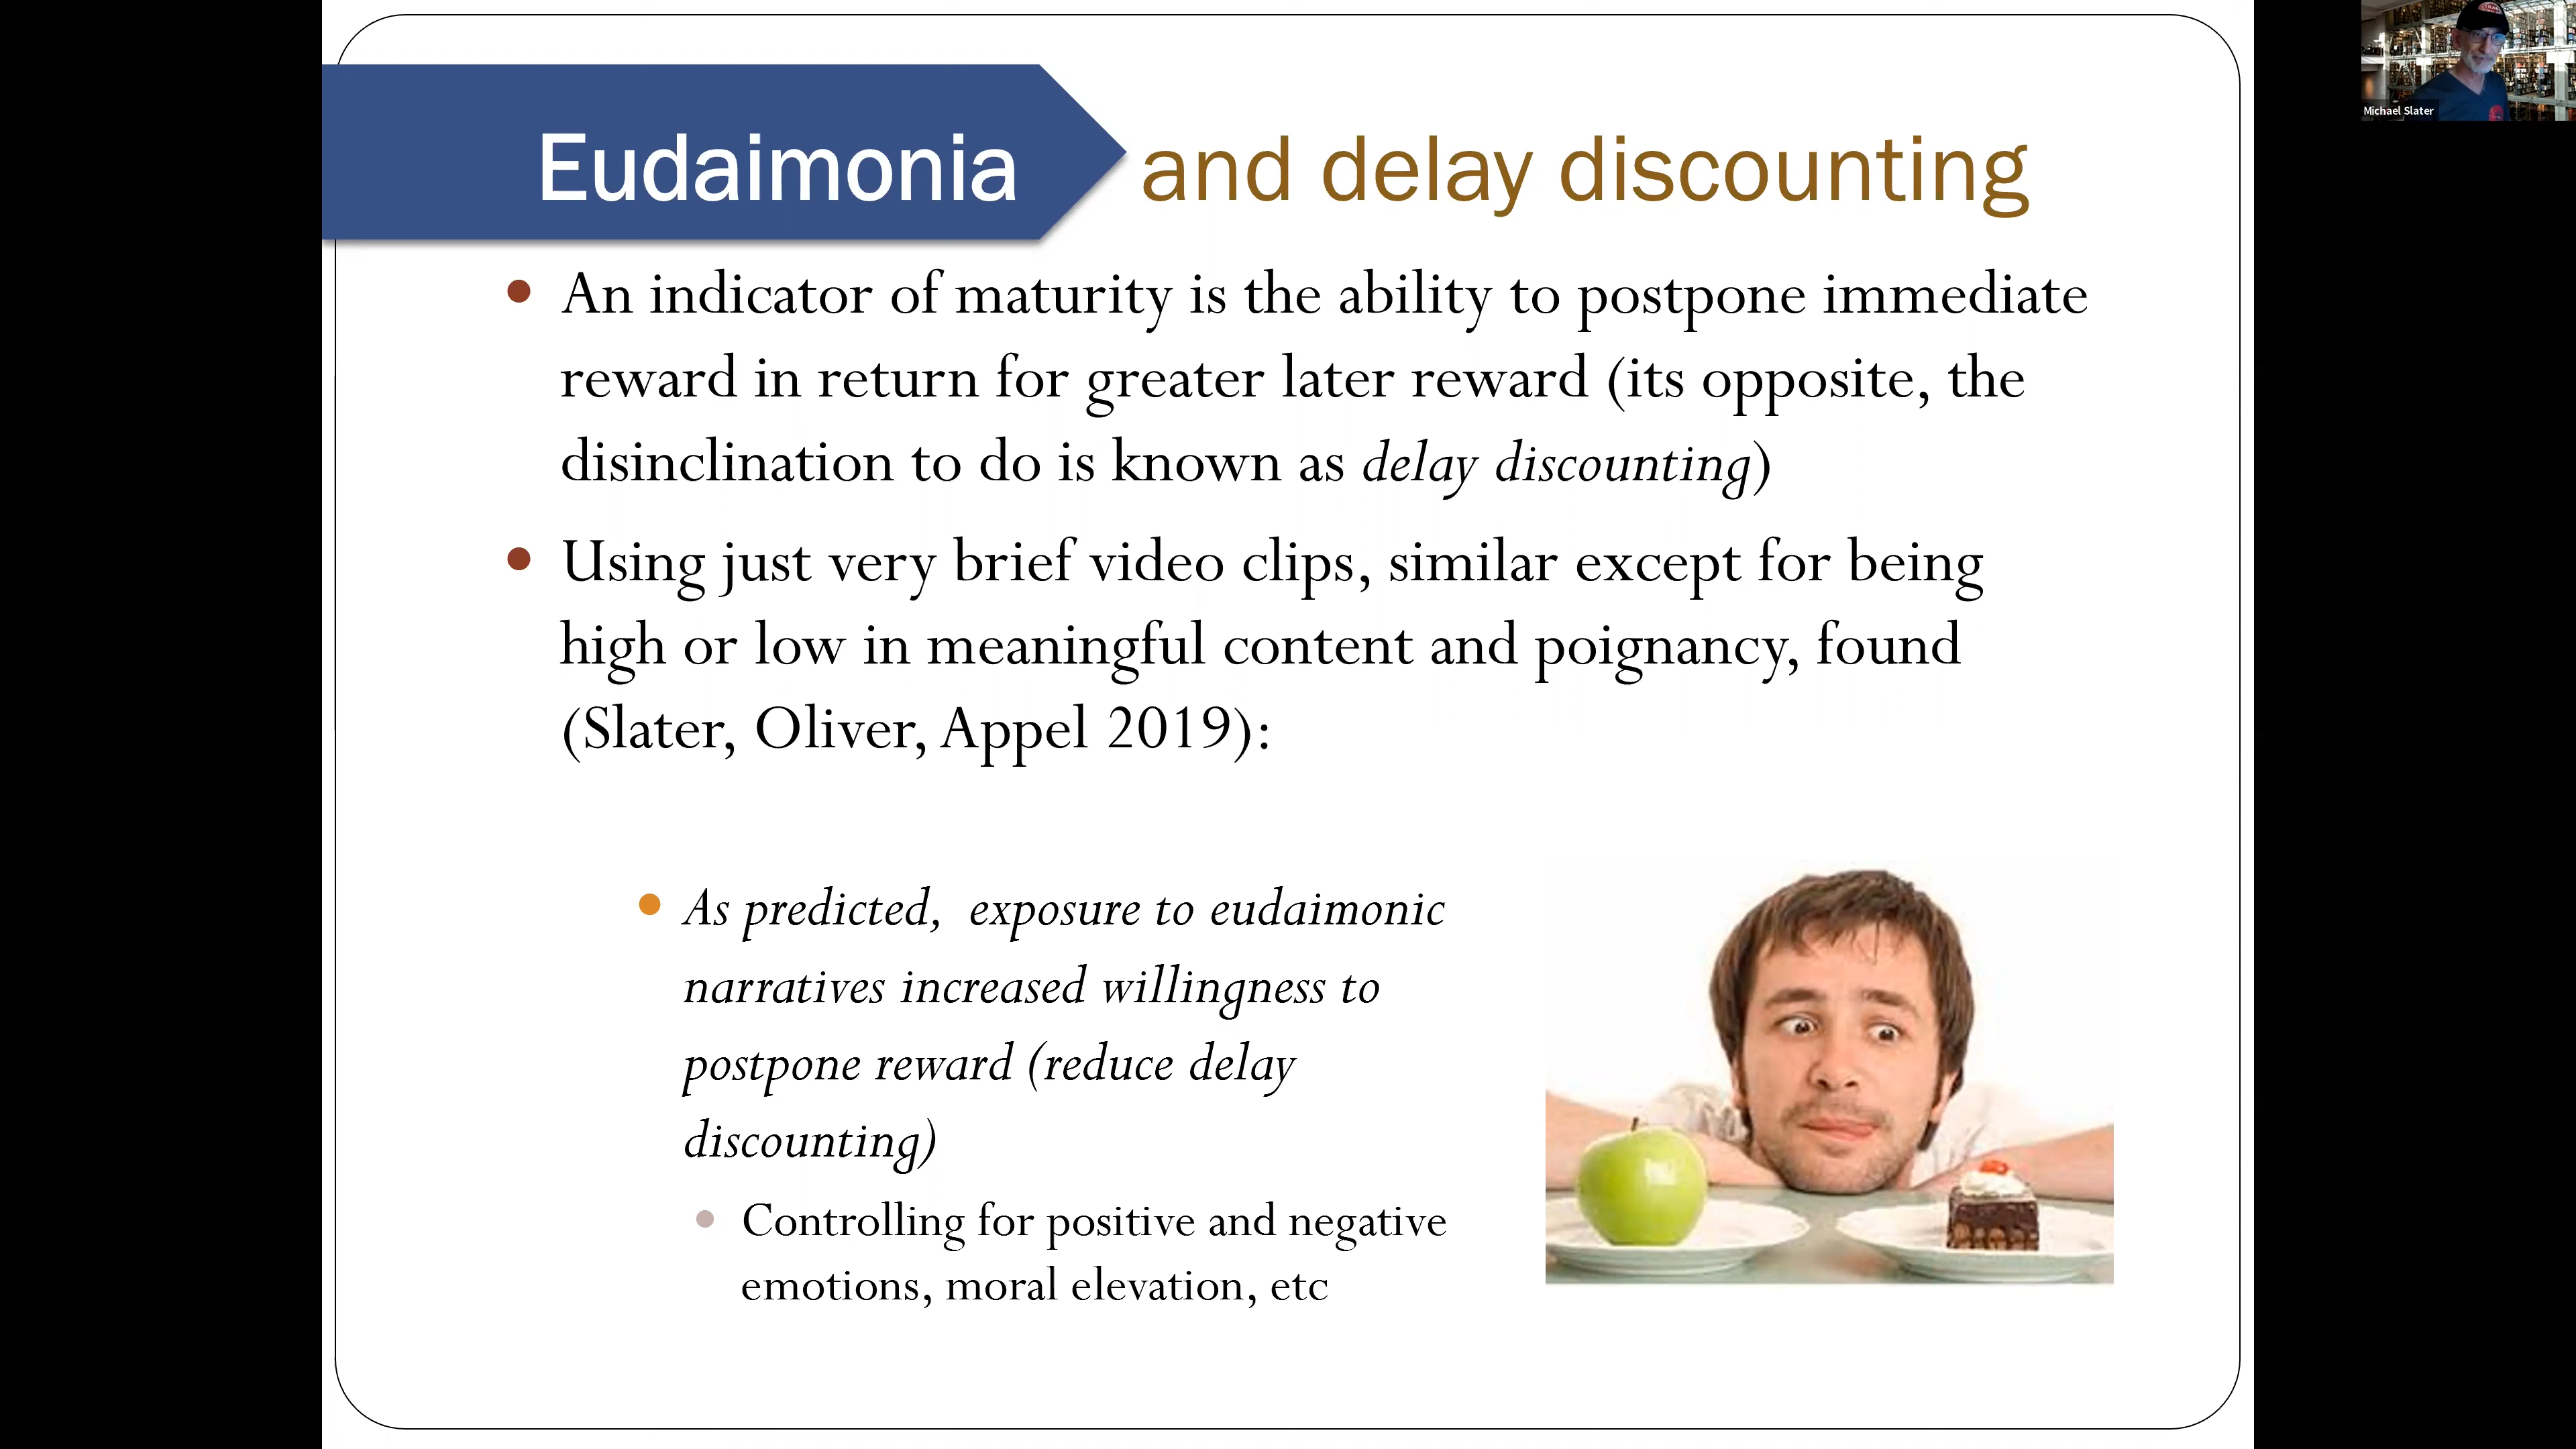 Eudaimonia and delay discounting
An indicator of maturity is the ability to postpone immediate
reward in return for greater later reward (its opposite, the
disinclination to do is known as delay discounting)
Using just very brief video clips, similar except for being
high or low in meaningful content and poignancy, found
(Slater, Oliver, Appel 2019):
As predicted,  exposure to eudaimonic
narratives increased willingness to
postpone reward (reduce delay
discounting)
Controlling for positive and negative
emotions, moral elevation, etc
Michael Slater